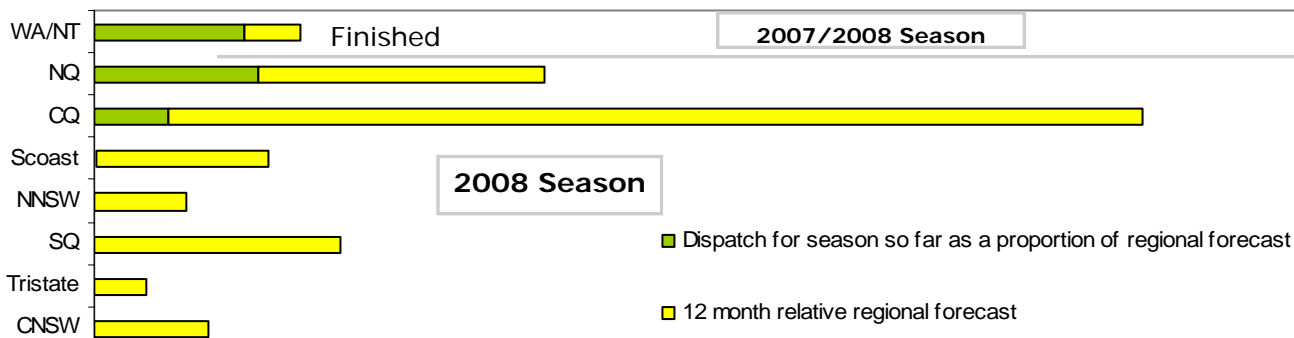 WA/NT
Finished
2007/2008 Season
NQ
CQ
Scoast
NNSW
2008 Season
SQ
Dispatch for season so far as a proportion of regional forecast
Tristate
12 month relative regional forecast
CNSW